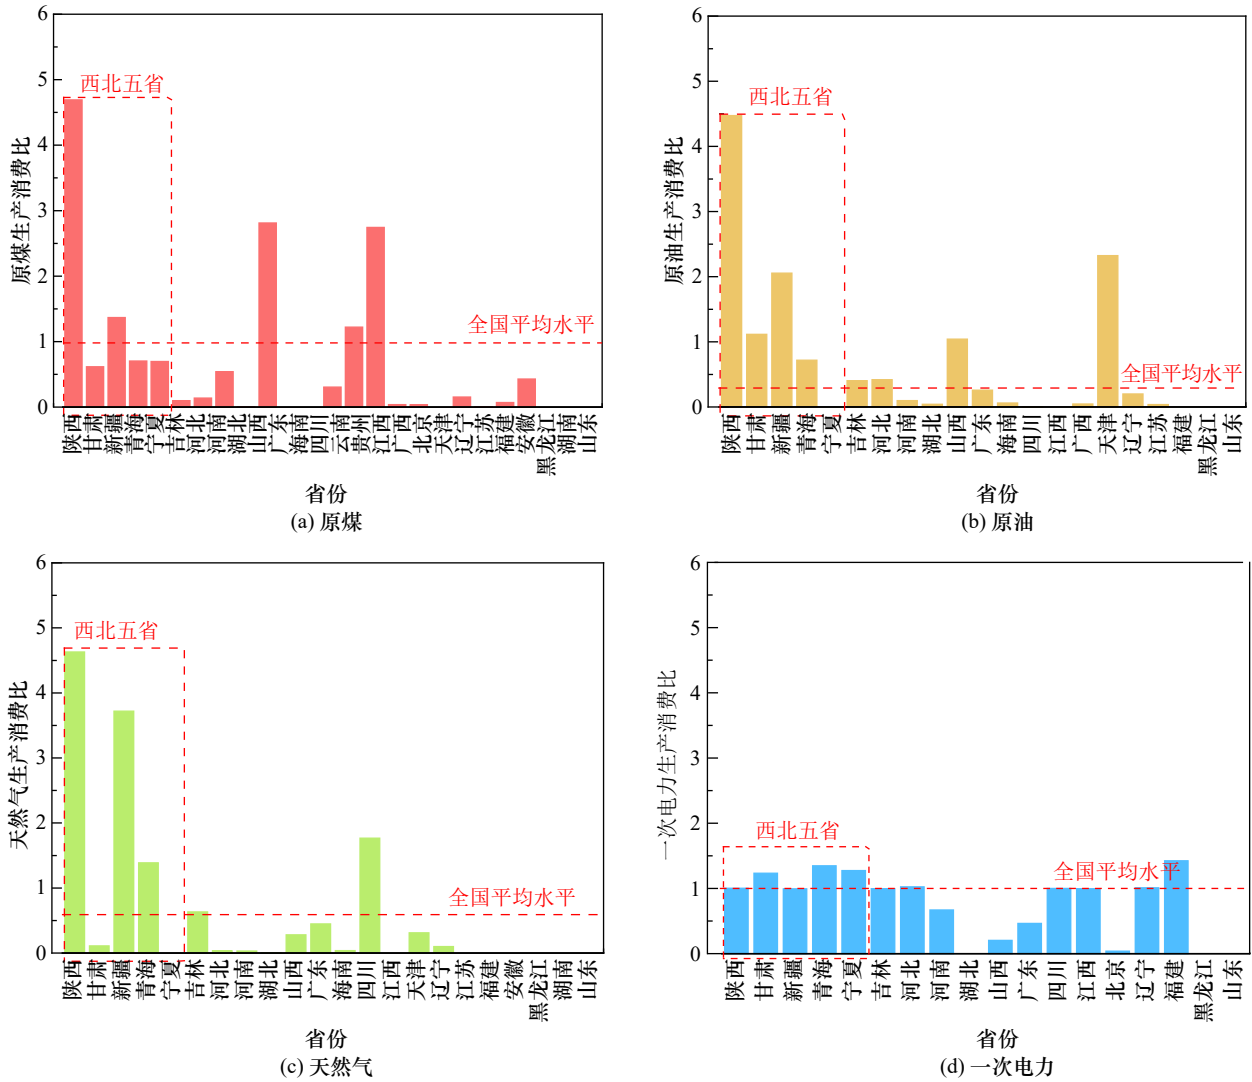 6
5
4
3
2
1
0
原煤生产消费比
西北五省
全国平均水平
陕西
甘肃
新疆
青海
宁夏
吉林
河北
河南
湖北
山西
广东
海南
四川
云南
贵州
江西
广西
北京
天津
辽宁
江苏
福建
安徽
黑龙江
湖南
山东
省份
(a) 原煤
6
5
4
3
2
1
0
原油生产消费比
西北五省
全国平均水平
陕西
甘肃
新疆
青海
宁夏
吉林
河北
河南
湖北
山西
广东
海南
四川
江西
广西
天津
辽宁
江苏
福建
黑龙江
山东
省份
(b) 原油
6
5
4
3
2
1
0
天然气生产消费比
西北五省
全国平均水平
陕西
甘肃
新疆
青海
宁夏
吉林
河北
河南
湖北
山西
广东
海南
四川
江西
天津
辽宁
江苏
福建
安徽
黑龙江
湖南
山东
省份
(c) 天然气
6
5
4
3
2
1
0
一次电力生产消费比
西北五省
全国平均水平
陕西
甘肃
新疆
青海
宁夏
吉林
河北
河南
湖北
山西
广东
四川
江西
北京
辽宁
福建
黑龙江
山东
省份
(d) 一次电力